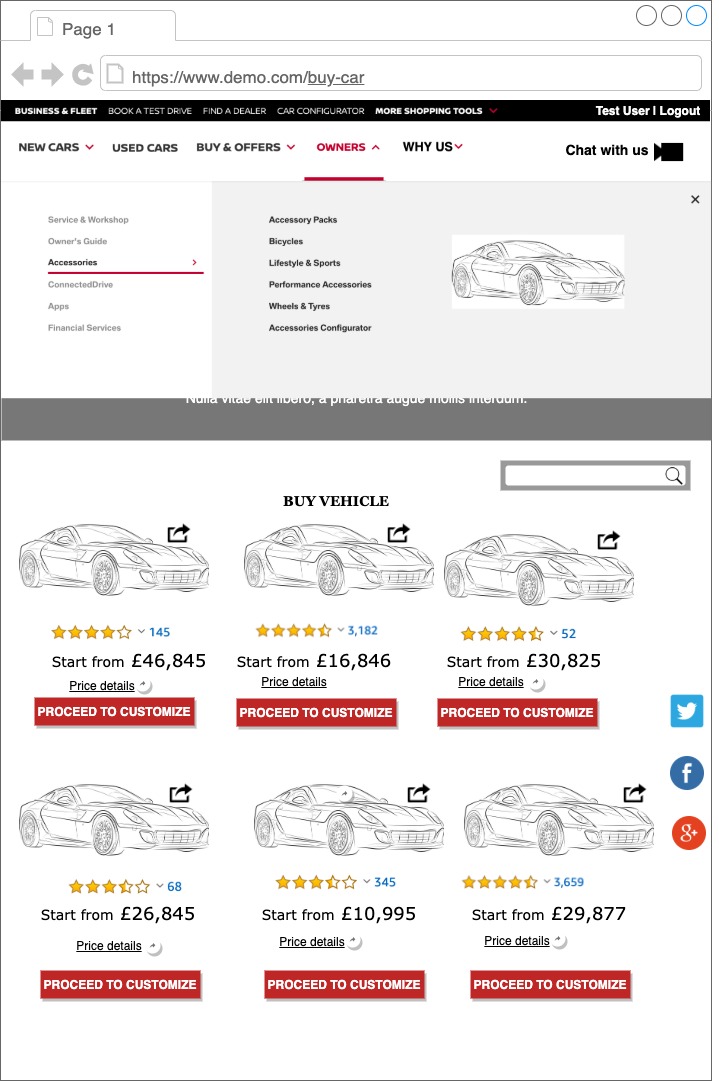 Page 1
https://www.demo.com/buy-car
BUSINESS & FLEET BOOK A TEST DRIVE FIND A DEALER CAR CONFIGURATOR MORE SHOPPING TOOLS Test User | Logout
NEW CARS USED CARS BUY & OFFERS OWNERS WHY US Chat with us
Service & Workshop Accessory Packs
Owner's Guide Bicycles
Accessories Lifestyle & Sports
ConnectedDrive Performance Accessories
Apps Wheels & Tyres
Financial Services Accessories Configurator
Nulla vitae elit libero, a pharetra augue mollis interdum.
BUY VEHICLE
145 3,182 52
Start from £46,845 Start from £16,846 Start from £30,825
Price details Price details Price details
PROCEED TO CUSTOMIZE PROCEED TO CUSTOMIZE PROCEED TO CUSTOMIZE
68 345 3,659
Start from £26,845 Start from £10,995 Start from £29,877
Price details Price details Price details
PROCEED TO CUSTOMIZE PROCEED TO CUSTOMIZE PROCEED TO CUSTOMIZE